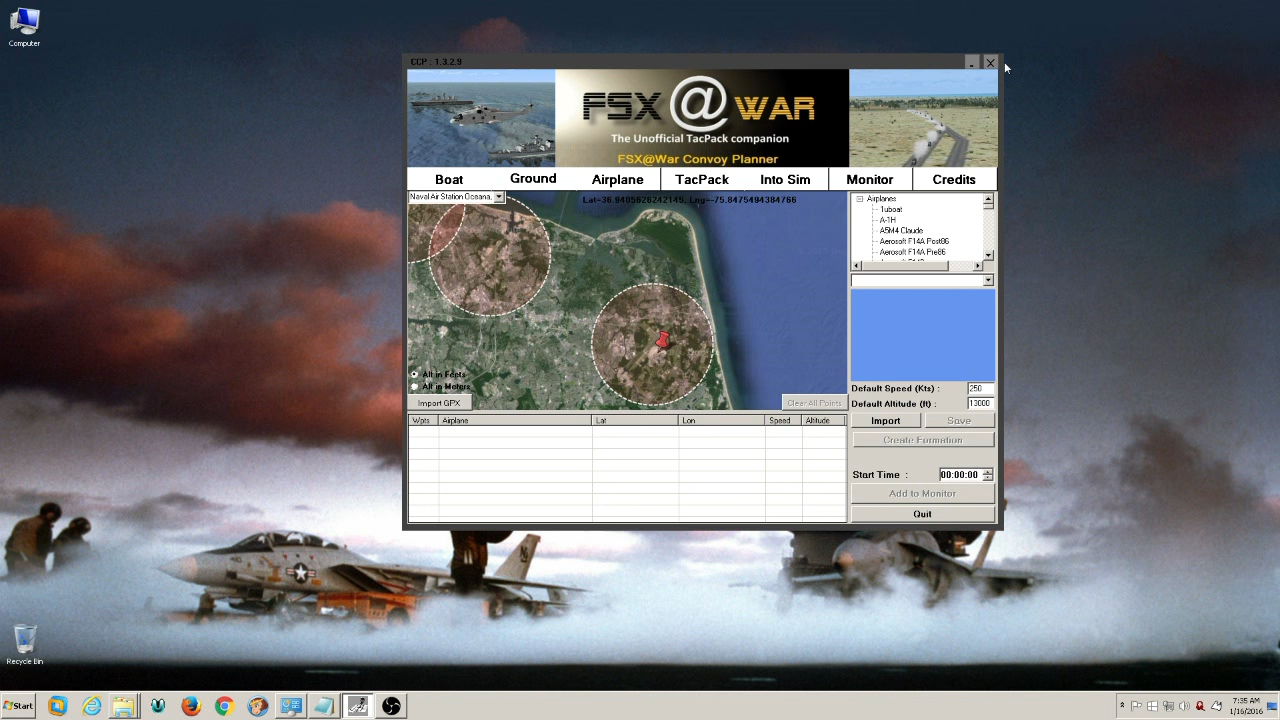 Computer
CCP : 1.3.2.9
FSX@WAR
The Unofficial TacPack companion
FSX@War Convoy Planner
Boat
Ground
Airplane
TacPack
Into Sim
Monitor
Credits
Naval Air Station Oceana,
Lat=36.9405626242145, Lng=-75.8475494384766
Airplanes
1uboat
A-1H
A5M4 Claude
Aerosoft F14A Post86
Aerosoft F14A Pre86
Alt in Feets
Alt in Meters
Import GPX
Clear All Points
Default Speed (Kts) :
250
Default Altitude (ft) :
13000
Wpts
Airplane
Lat
Lon
Speed
Altitude
Import
Save
Create Formation
Start Time :
00:00:00
Add to Monitor
Quit
Recycle Bin
Start
7:35 AM
1/16/2016